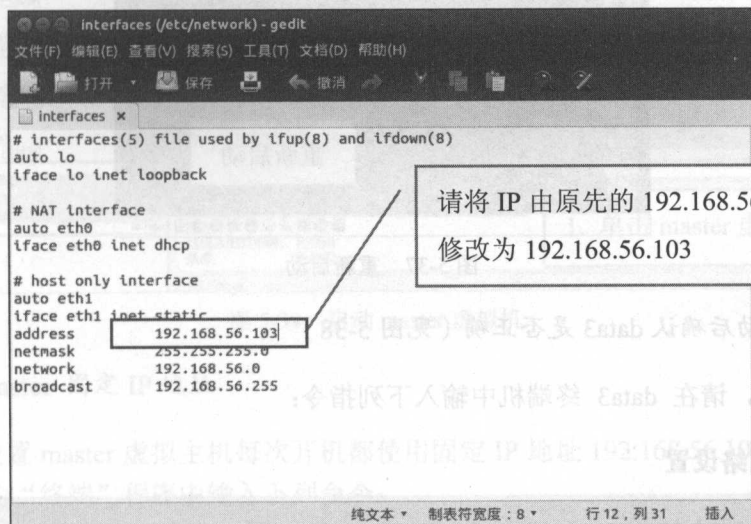 interfaces (/etc/network) - gedit
文件(F) 编辑(E) 查看(V) 搜索(S) 工具(T) 文档(D) 帮助(H)
打开 保存 撤消
interfaces ×
# interfaces(5) file used by ifup(8) and ifdown(8)
auto lo
iface lo inet loopback
# NAT interface
auto eth0
iface eth0 inet dhcp
# host only interface
auto eth1
iface eth1 inet static
address 192.168.56.103
netmask 255.255.255.0
network 192.168.56.0
broadcast 192.168.56.255
请将 IP 由原先的 192.168.56
修改为 192.168.56.103
纯文本 制表符宽度：8 行 12，列 31 插入